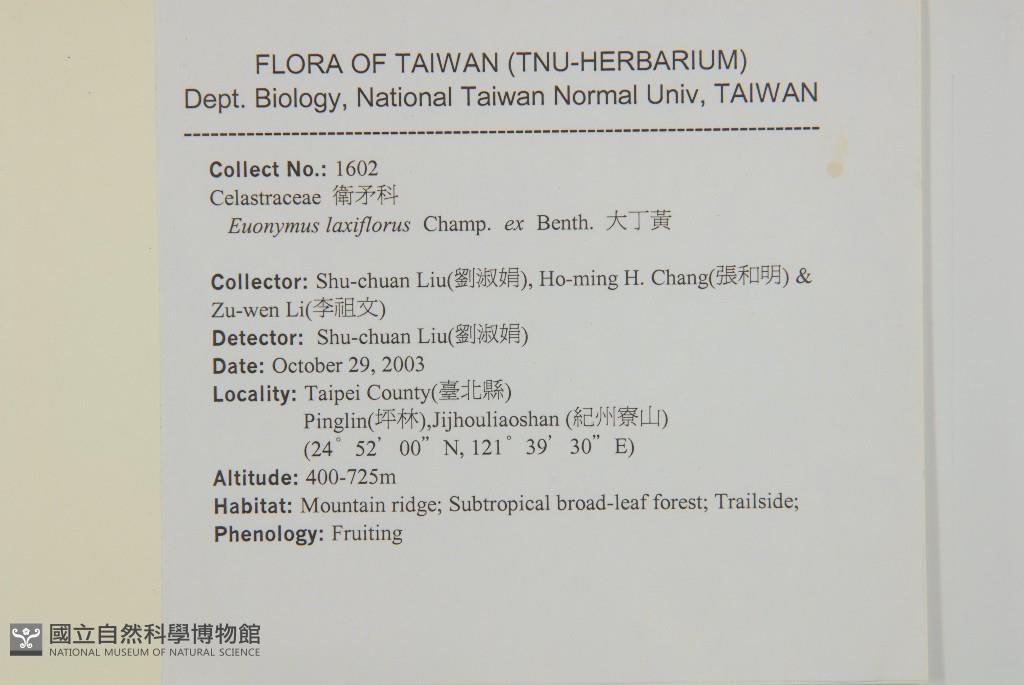 FLORA OF TAIWAN (TNU-HERBARIUM)
Dept. Biology, National Taiwan Normal Univ, TAIWAN
-----------------------------------------------------------------------
Collect No.: 1602
Celastraceae 衛矛科
Euonymus laxiflorus Champ. ex Benth. 大丁黃
Collector: Shu-chuan Liu(劉淑娟), Ho-ming H. Chang(張和明) &
Zu-wen Li(李祖文)
Detector: Shu-chuan Liu(劉淑娟)
Date: October 29, 2003
Locality: Taipei County(臺北縣)
Pinglin(坪林),Jijhouliaoshan (紀州寮山)
(24° 52’ 00” N, 121° 39’ 30” E)
Altitude: 400-725m
Habitat: Mountain ridge; Subtropical broad-leaf forest; Trailside;
Phenology: Fruiting
國立自然科學博物館
NATIONAL MUSEUM OF NATURAL SCIENCE